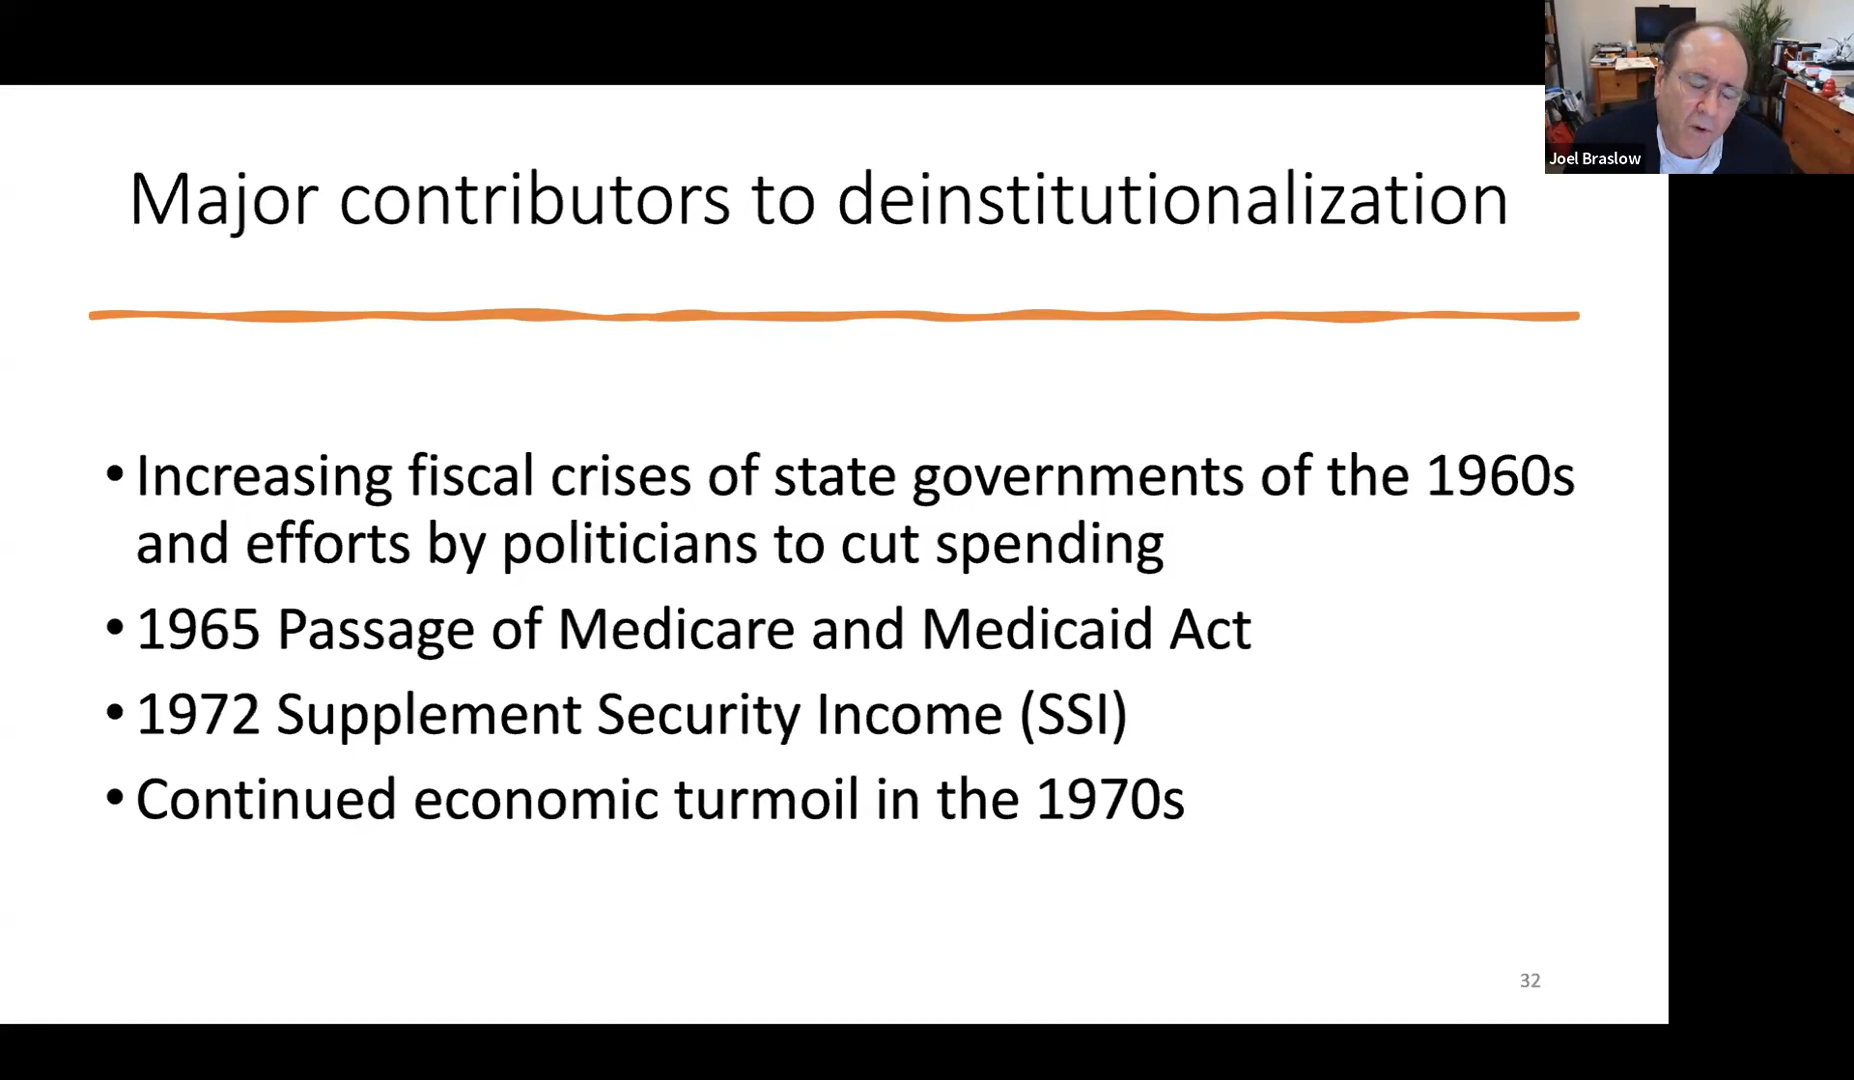 Joel Braslow
Major contributors to deinstitutionalization
• Increasing fiscal crises of state governments of the 1960s
and efforts by politicians to cut spending
• 1965 Passage of Medicare and Medicaid Act
• 1972 Supplement Security Income (SSI)
• Continued economic turmoil in the 1970s
32